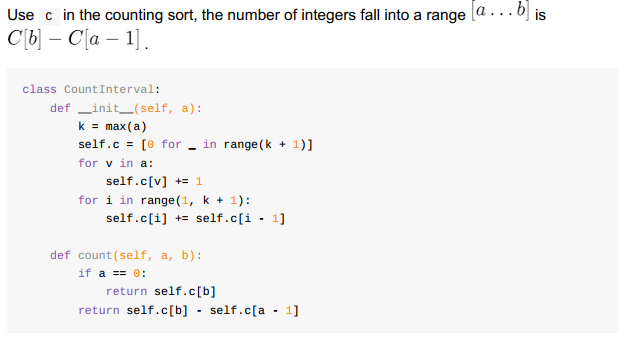 Use c in the counting sort, the number of integers fall into a range [a...b] is
C[b] − C[a − 1].
class CountInterval:
    def __init__(self, a):
        k = max(a)
        self.c = [0 for _ in range(k + 1)]
        for v in a:
            self.c[v] += 1
        for i in range(1, k + 1):
            self.c[i] += self.c[i - 1]
    def count(self, a, b):
        if a == 0:
            return self.c[b]
        return self.c[b] - self.c[a - 1]